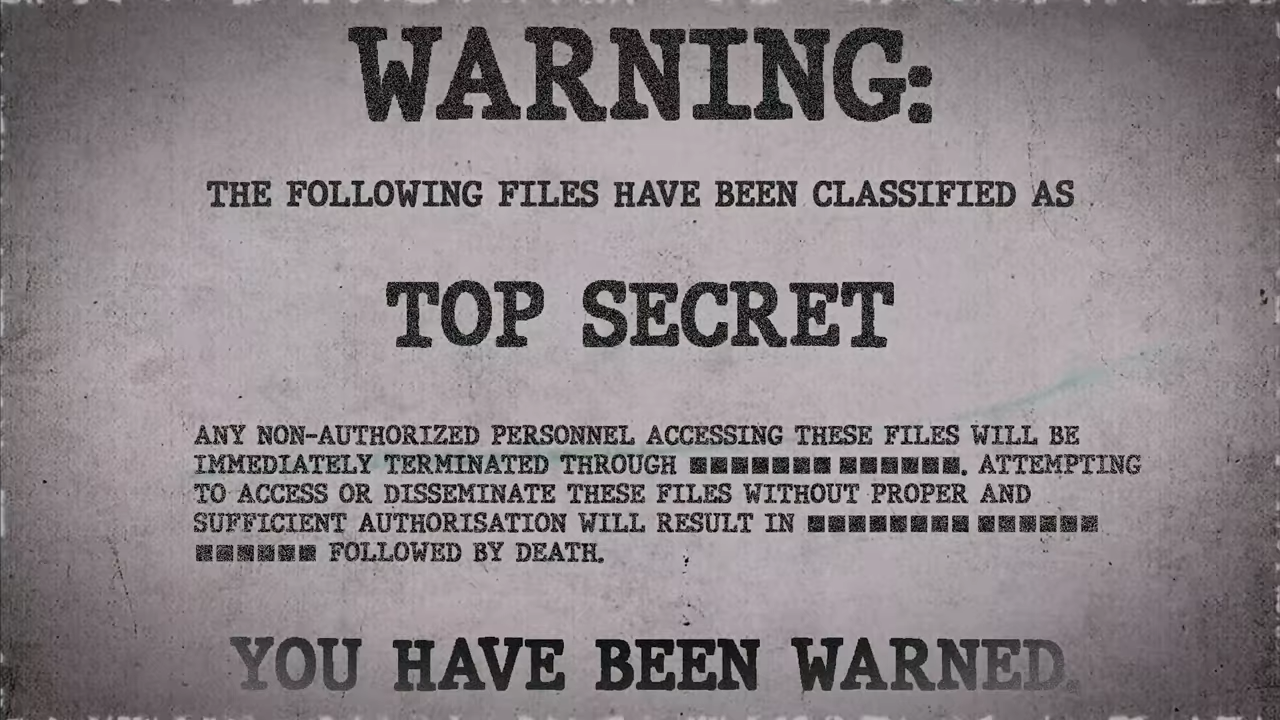 WARNING:
THE FOLLOWING FILES HAVE BEEN CLASSIFIED AS
TOP SECRET
ANY NON-AUTHORIZED PERSONNEL ACCESSING THESE FILES WILL BE
IMMEDIATELY TERMINATED THROUGH ■■■■■■■ ■■■■■■. ATTEMPTING
TO ACCESS OR DISSEMINATE THESE FILES WITHOUT PROPER AND
SUFFICIENT AUTHORISATION WILL RESULT IN ■■■■■■■■ ■■■■■■
■■■■■■ FOLLOWED BY DEATH.
YOU HAVE BEEN WARNED.